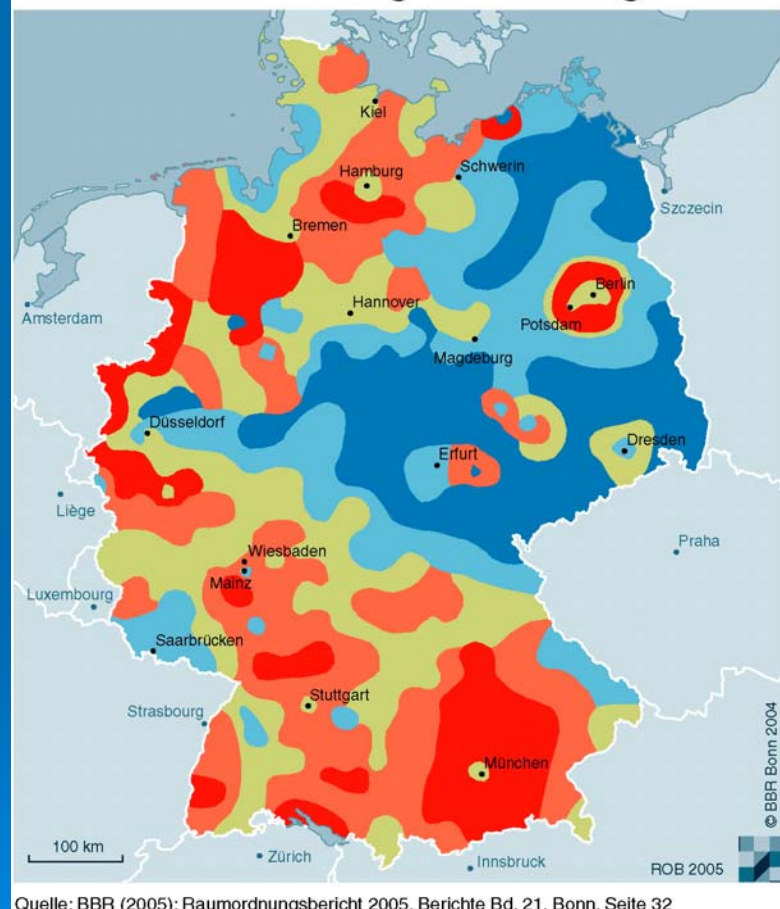 Kiel
Hamburg
Schwerin
Szczecin
Bremen
Berlin
Hannover
Amsterdam
Potsdam
Magdeburg
Düsseldorf
Dresden
Erfurt
Liège
Praha
Wiesbaden
Mainz
Luxembourg
Saarbrücken
Stuttgart
Strasbourg
München
© BBR Bonn 2004
100 km
Zürich
Innsbruck
ROB 2005
Quelle: BBR (2005): Raumordnungsbericht 2005. Berichte Bd. 21. Bonn. Seite 32